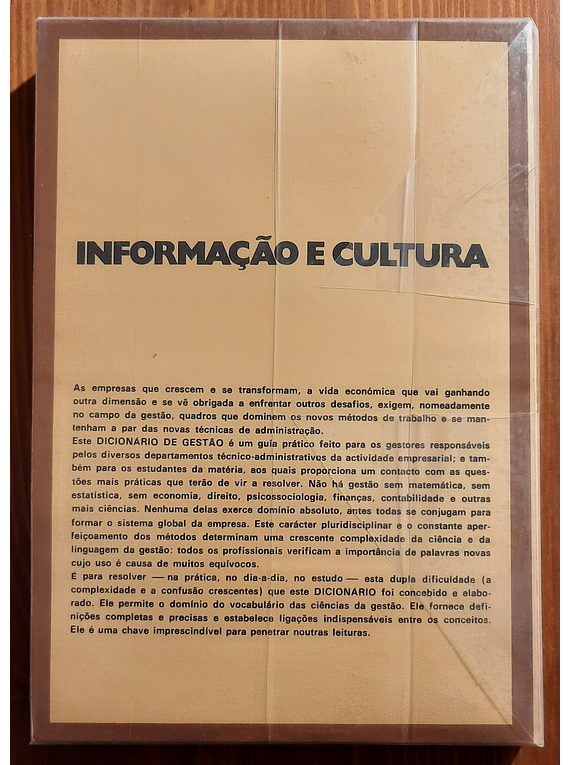 INFORMAÇÃO E CULTURA
As empresas que crescem e se transformam, a vida económica que vai ganhando
outra dimensão e se vê obrigada a enfrentar outros desafios, exigem, nomeadamente
no campo da gestão, quadros que dominem os novos métodos de trabalho e se man-
tenham a par das novas técnicas de administração.
Este DICIONÁRIO DE GESTÃO é um guia prático feito para os gestores responsáveis
pelos diversos departamentos técnico-administrativos da actividade empresarial; e tam-
bém para os estudantes da matéria, aos quais proporciona um contacto com as ques-
tões mais práticas que terão de vir a resolver. Não há gestão sem matemática, sem
estatística, sem economia, direito, psicossociologia, finanças, contabilidade e outras
mais ciências. Nenhuma delas exerce domínio absoluto, antes todas se conjugam para
formar o sistema global da empresa. Este carácter pluridisciplinar e o constante aper-
feiçoamento dos métodos determinam uma crescente complexidade da ciência e da
linguagem da gestão: todos os profissionais verificam a importância de palavras novas
cujo uso é causa de muitos equívocos.
É para resolver — na prática, no dia-a-dia, no estudo — esta dupla dificuldade (a
complexidade e a confusão crescentes) que este DICIONÁRIO foi concebido e elabo-
rado. Ele permite o domínio do vocabulário das ciências da gestão. Ele fornece defi-
nições completas e precisas e estabelece ligações indispensáveis entre os conceitos.
Ele é uma chave imprescindível para penetrar noutras leituras.